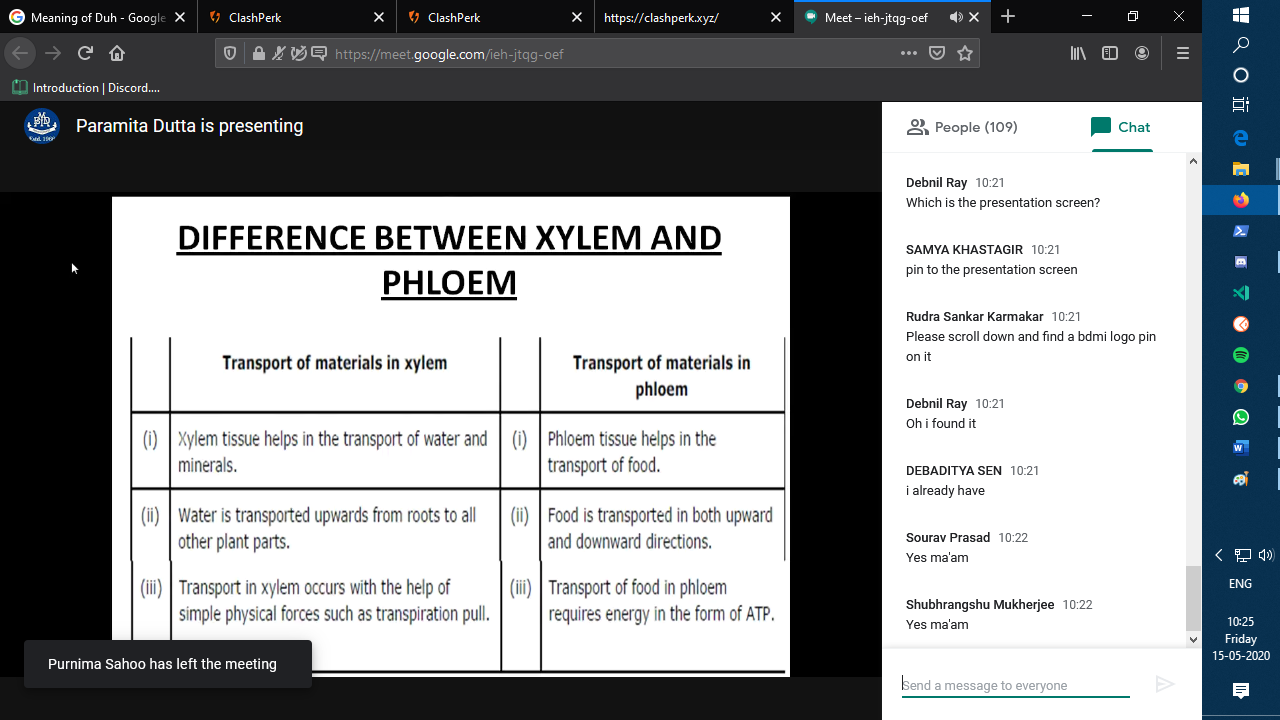 Meaning of Duh - Google
ClashPerk
ClashPerk
https://clashperk.xyz/
Meet – ieh-jtqg-oef
https://meet.google.com/ieh-jtqg-oef
Introduction | Discord....
Paramita Dutta is presenting
DIFFERENCE BETWEEN XYLEM AND
PHLOEM
Transport of materials in xylem
Transport of materials in
phloem
(i) Xylem tissue helps in the transport of water and
minerals.
(i) Phloem tissue helps in the
transport of food.
(ii) Water is transported upwards from roots to all
other plant parts.
(ii) Food is transported in both upward
and downward directions.
(iii) Transport in xylem occurs with the help of
simple physical forces such as transpiration pull.
(iii) Transport of food in phloem
requires energy in the form of ATP.
Purnima Sahoo has left the meeting
People (109)
Chat
Debnil Ray 10:21
Which is the presentation screen?
SAMYA KHASTAGIR 10:21
pin to the presentation screen
Rudra Sankar Karmakar 10:21
Please scroll down and find a bdmi logo pin
on it
Debnil Ray 10:21
Oh i found it
DEBADITYA SEN 10:21
i already have
Sourav Prasad 10:22
Yes ma'am
Shubhrangshu Mukherjee 10:22
Yes ma'am
Send a message to everyone
ENG
10:25
Friday
15-05-2020